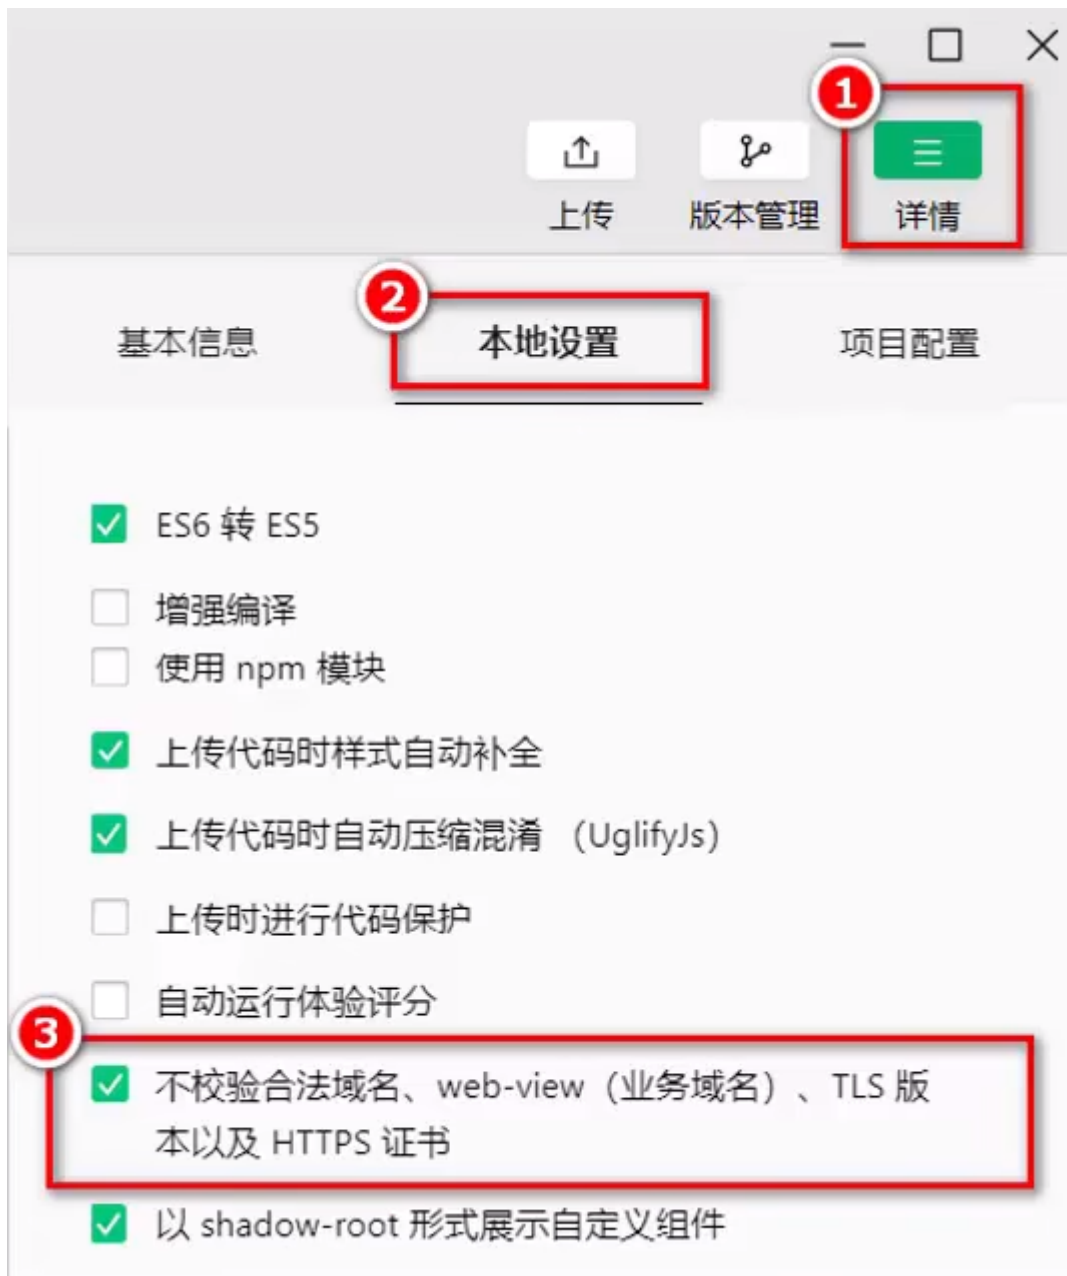 1
上传 版本管理 详情
2
基本信息 本地设置 项目配置
ES6 转 ES5
增强编译
使用 npm 模块
上传代码时样式自动补全
上传代码时自动压缩混淆 （UglifyJs）
上传时进行代码保护
自动运行体验评分
3
不校验合法域名、web-view（业务域名）、TLS 版
本以及 HTTPS 证书
以 shadow-root 形式展示自定义组件